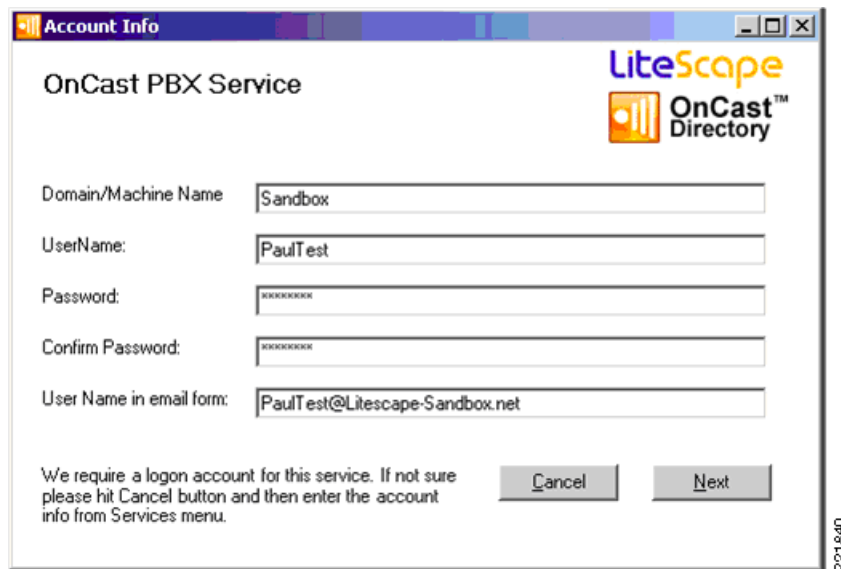 Account Info
OnCast PBX Service
LiteScape
OnCast™
Directory
Domain/Machine Name
Sandbox
UserName:
PaulTest
Password:
********
Confirm Password:
********
User Name in email form:
PaulTest@Litescape-Sandbox.net
We require a logon account for this service. If not sure
please hit Cancel button and then enter the account
info from Services menu.
Cancel
Next
221840